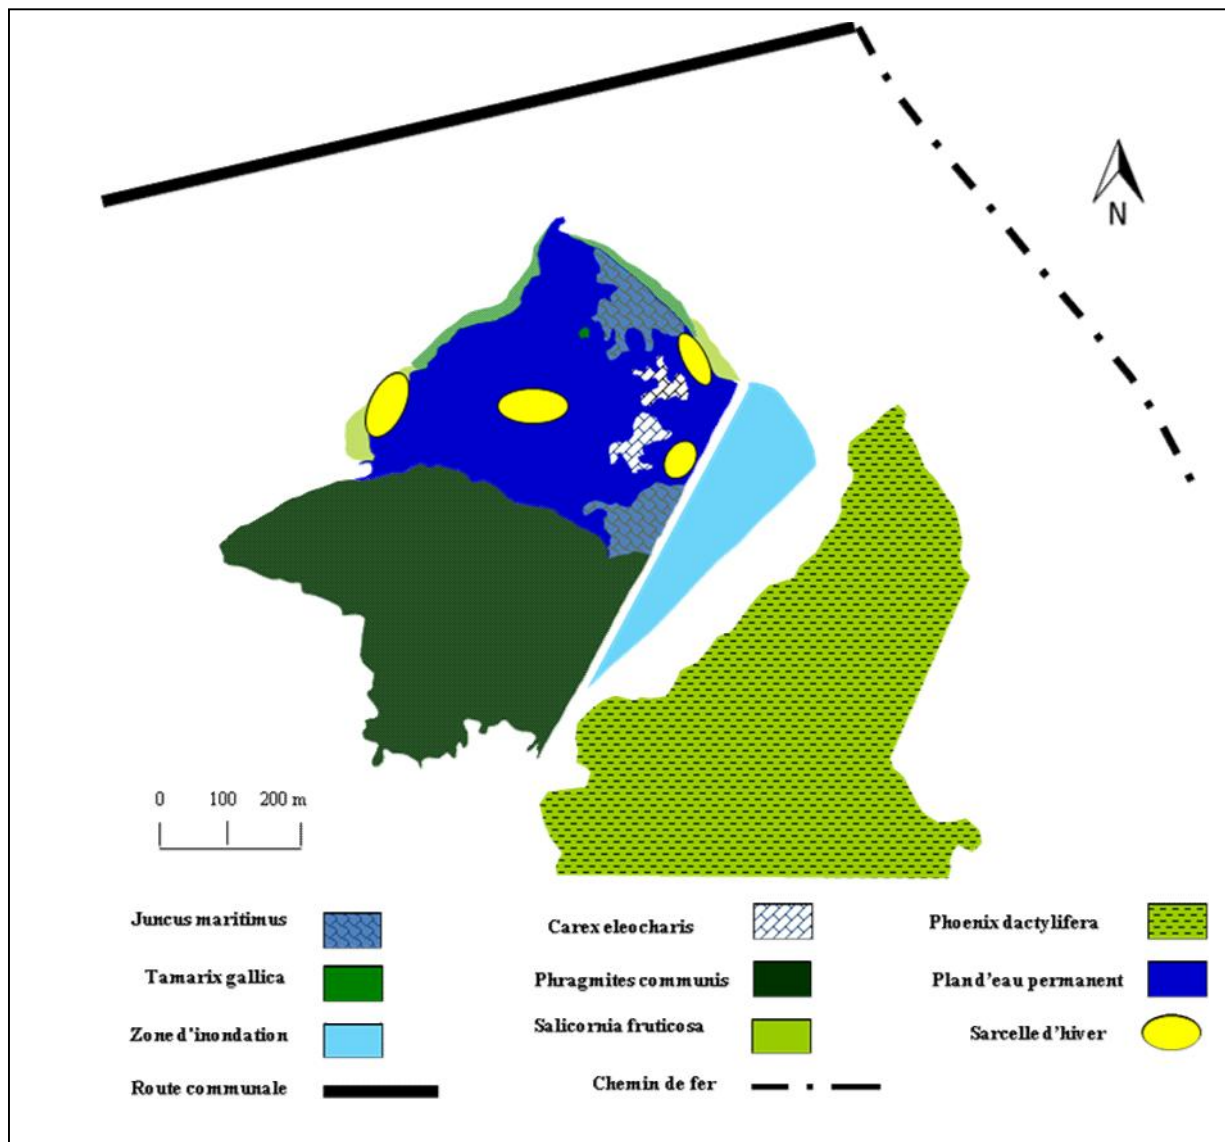 N
0 100 200 m
Juncus maritimus
Carex eleocharis
Phoenix dactylifera
Tamarix gallica
Phragmites communis
Plan d'eau permanent
Zone d'inondation
Salicornia fruticosa
Sarcelle d'hiver
Route communale
Chemin de fer